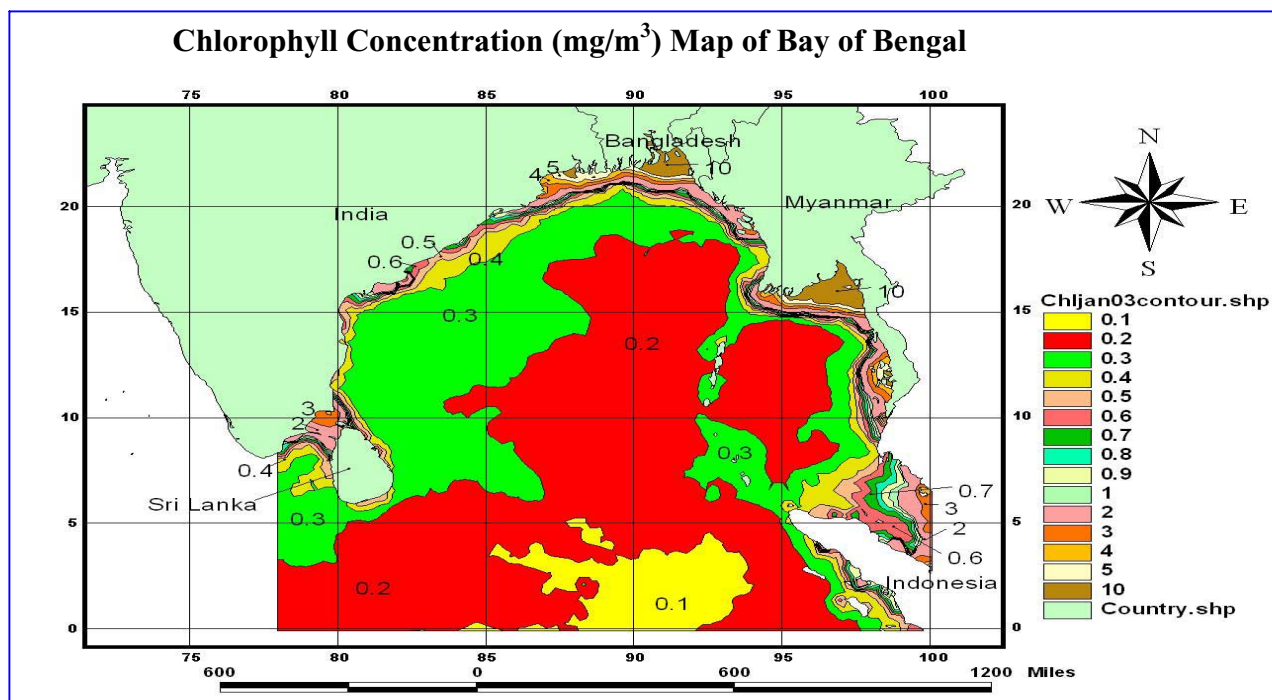 Chlorophyll Concentration (mg/m³) Map of Bay of Bengal
75 80 85 90 95 100
N
W E
S
Bangladesh
5
4
10
20 India Myanmar 20
0.5
0.4
0.6
10
15 0.3 15
0.2
3
10 2 10
0.4 0.3
Sri Lanka
0.7
0.3 3
5 2 5
0.6
Indonesia
0.2 0.1
0 0
75 80 85 90 95 100
600 0 600 1200 Miles
Chljan03contour.shp
0.1
0.2
0.3
0.4
0.5
0.6
0.7
0.8
0.9
1
2
3
4
5
10
Country.shp